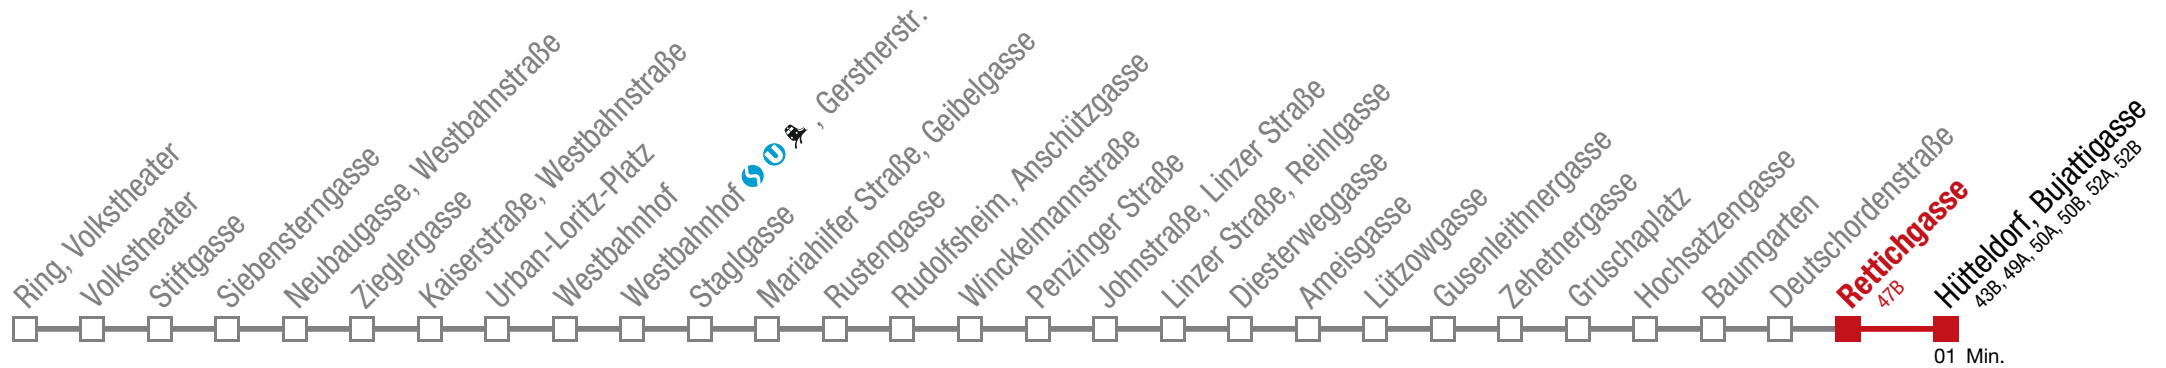 Ring, Volkstheater
Volkstheater
Stiftgasse
Siebensterngasse
Neubaugasse, Westbahnstraße
Zieglergasse
Kaiserstraße, Westbahnstraße
Urban-Loritz-Platz
Westbahnhof
Westbahnhof S U , Gerstnerstr.
Staglgasse
Mariahilfer Straße, Geibelgasse
Rustengasse
Rudolfsheim, Anschützgasse
Winckelmannstraße
Penzinger Straße
Johnstraße, Linzer Straße
Linzer Straße, Reinlgasse
Diesterweggasse
Ameisgasse
Lützowgasse
Gusenleithnergasse
Zehetnergasse
Gruschaplatz
Hochsatzengasse
Baumgarten
Deutschordenstraße
Rettichgasse
47B
Hütteldorf, Bujattigasse
43B, 49A, 50A, 50B, 52A, 52B
01 Min.